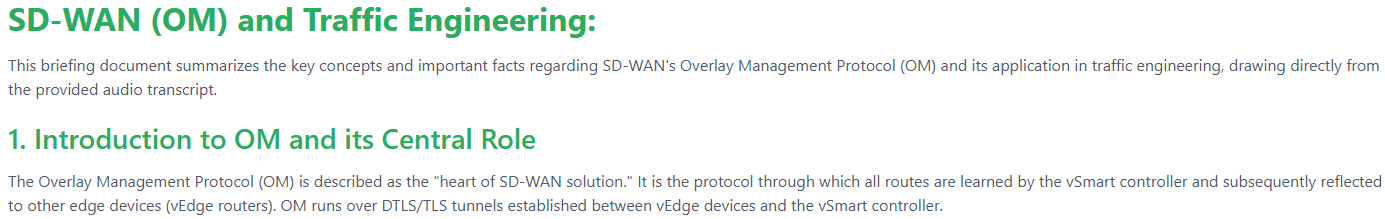 SD-WAN (OM) and Traffic Engineering:
This briefing document summarizes the key concepts and important facts regarding SD-WAN's Overlay Management Protocol (OM) and its application in traffic engineering, drawing directly from
the provided audio transcript.
1. Introduction to OM and its Central Role
The Overlay Management Protocol (OM) is described as the "heart of SD-WAN solution." It is the protocol through which all routes are learned by the vSmart controller and subsequently reflected
to other edge devices (vEdge routers). OM runs over DTLS/TLS tunnels established between vEdge devices and the vSmart controller.